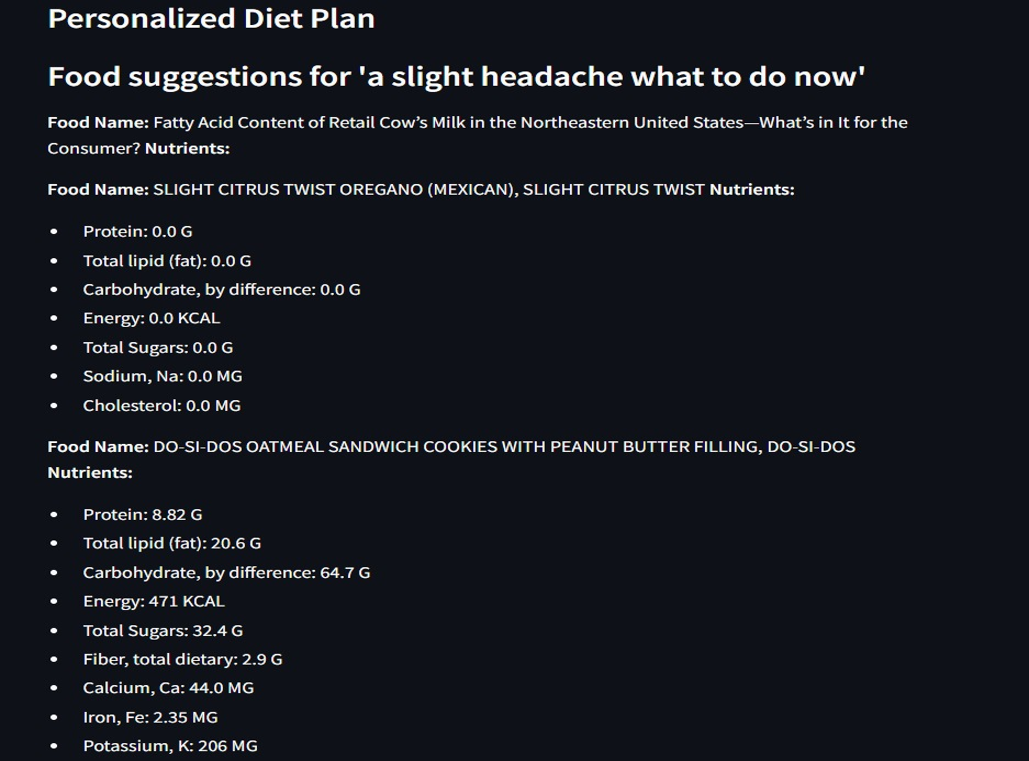 Personalized Diet Plan
Food suggestions for 'a slight headache what to do now'
Food Name: Fatty Acid Content of Retail Cow’s Milk in the Northeastern United States—What’s in It for the
Consumer? Nutrients:
Food Name: SLIGHT CITRUS TWIST OREGANO (MEXICAN), SLIGHT CITRUS TWIST Nutrients:
• Protein: 0.0 G
• Total lipid (fat): 0.0 G
• Carbohydrate, by difference: 0.0 G
• Energy: 0.0 KCAL
• Total Sugars: 0.0 G
• Sodium, Na: 0.0 MG
• Cholesterol: 0.0 MG
Food Name: DO-SI-DOS OATMEAL SANDWICH COOKIES WITH PEANUT BUTTER FILLING, DO-SI-DOS
Nutrients:
• Protein: 8.82 G
• Total lipid (fat): 20.6 G
• Carbohydrate, by difference: 64.7 G
• Energy: 471 KCAL
• Total Sugars: 32.4 G
• Fiber, total dietary: 2.9 G
• Calcium, Ca: 44.0 MG
• Iron, Fe: 2.35 MG
• Potassium, K: 206 MG